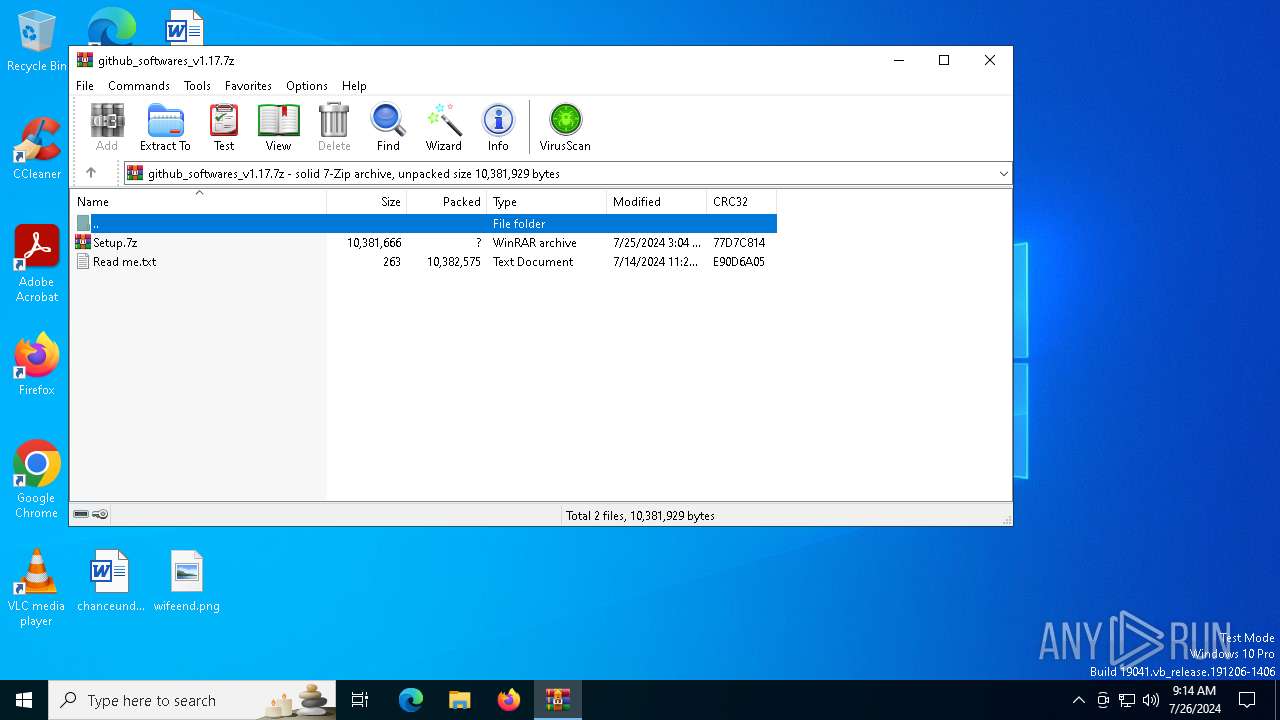 github_softwares_v1.17.7z
File Commands Tools Favorites Options Help
Add Extract To Test View Delete Find Wizard Info VirusScan
github_softwares_v1.17.7z - solid 7-Zip archive, unpacked size 10,381,929 bytes
Name Size Packed Type Modified CRC32
.. File folder
Setup.7z 10,381,666 ? WinRAR archive 7/25/2024 3:04 ... 77D7C814
Read me.txt 263 10,382,575 Text Document 7/14/2024 11:2... E90D6A05
Total 2 files, 10,381,929 bytes
Recycle Bin
CCleaner
Adobe
Acrobat
Firefox
Google
Chrome
VLC media
player
chanceund...
wifeend.png
ANY RUN
Test Mode
Windows 10 Pro
Build 19041.vb_release.191206-1406
Type here to search
9:14 AM
7/26/2024